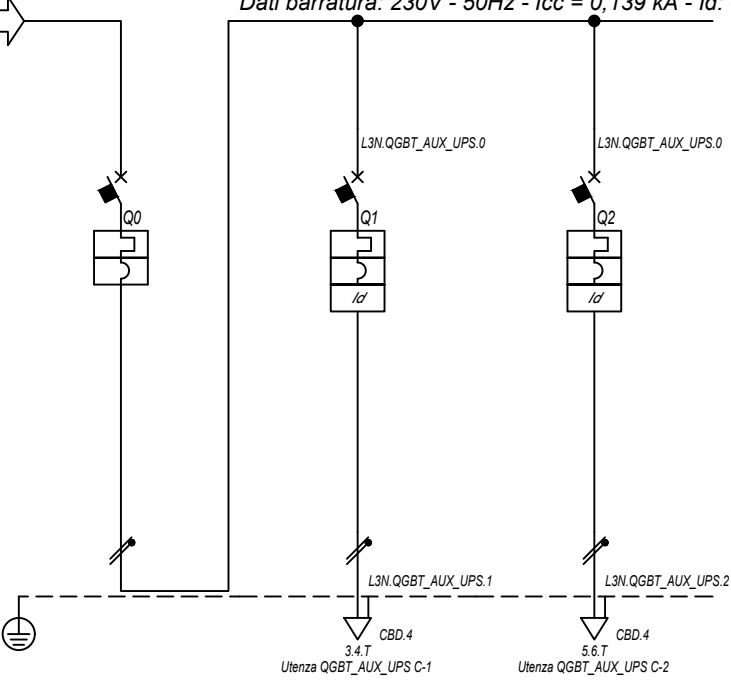 Dati barratura: 230V - 50Hz - Icc = 0,139 kA - Id:
L3N.QGBT_AUX_UPS.0
L3N.QGBT_AUX_UPS.0
Q0
Q1
Q2
Id
Id
L3N.QGBT_AUX_UPS.1
L3N.QGBT_AUX_UPS.2
CBD.4
CBD.4
3.4.T
5.6.T
Utenza QGBT_AUX_UPS C-1
Utenza QGBT_AUX_UPS C-2